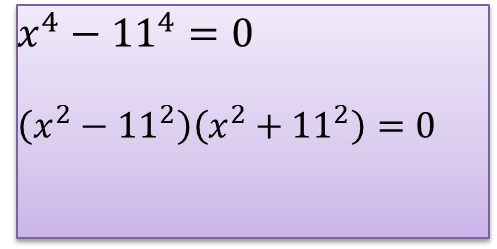 x⁴ − 11⁴ = 0
(x² − 11²)(x² + 11²) = 0